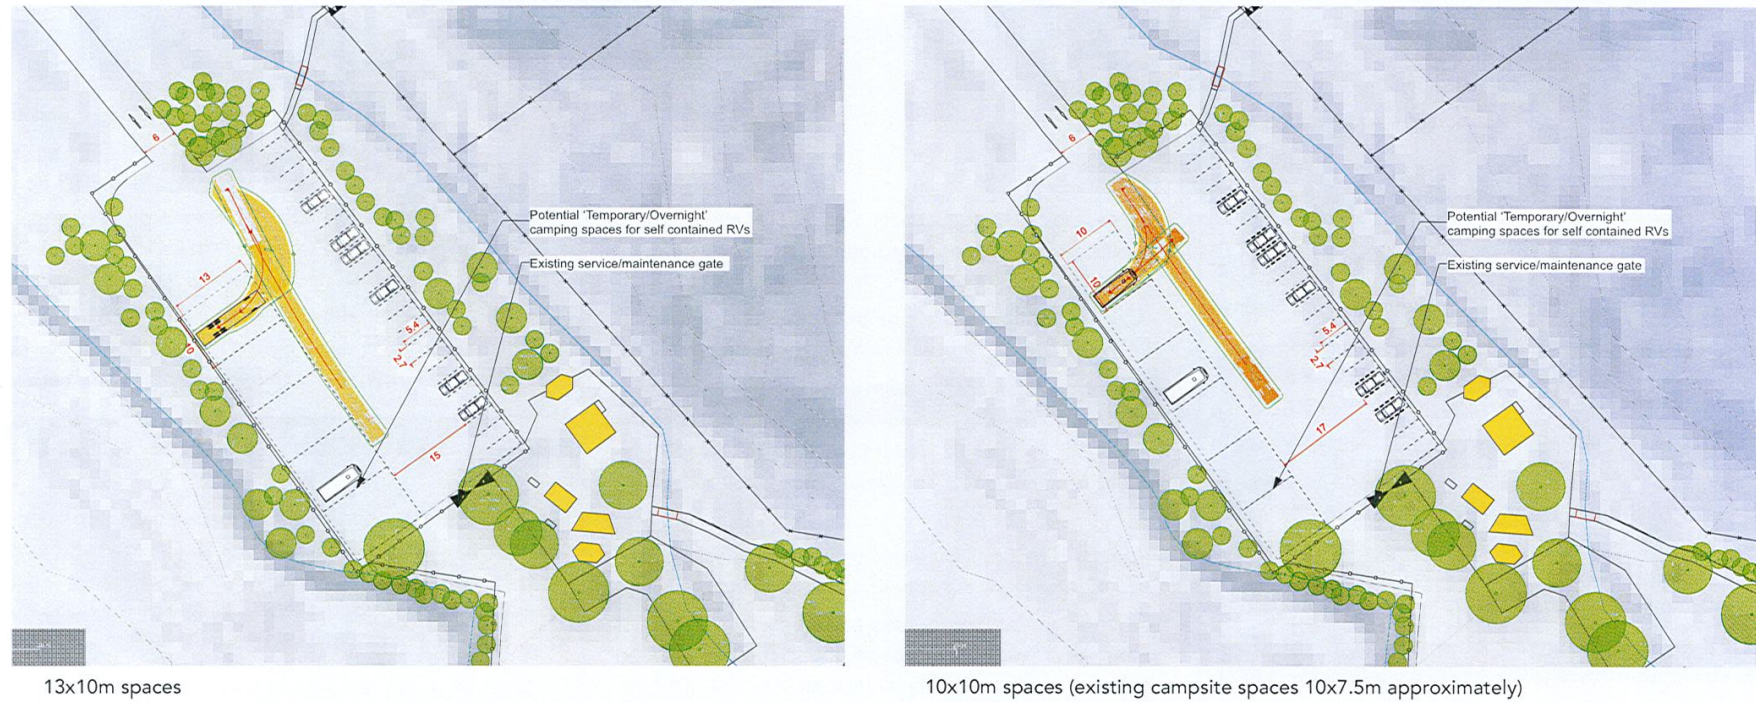 6
Potential 'Temporary/Overnight'
camping spaces for self contained RVs
Existing service/maintenance gate
13
10
5.4
2.7
15
13x10m spaces
6
Potential 'Temporary/Overnight'
camping spaces for self contained RVs
Existing service/maintenance gate
10
10
5.4
2.7
17
10x10m spaces (existing campsite spaces 10x7.5m approximately)